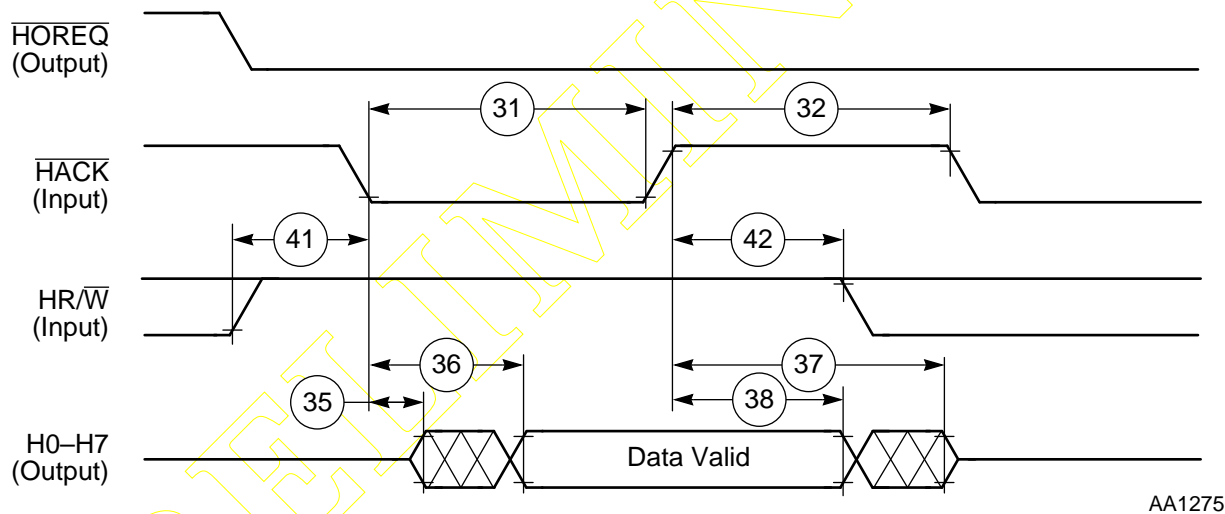 HOREQ
(Output)
31
32
HACK
(Input)
41
42
HR/W
(Input)
36
37
35
38
H0–H7
(Output)
Data Valid
AA1275
PRELIMIN